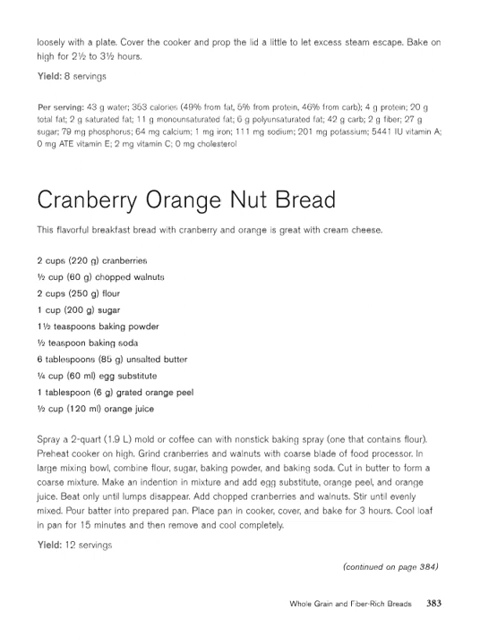 loosely with a plate. Cover the cooker and prop the lid a little to let excess steam escape. Bake on
high for 2½ to 3½ hours.
Yield: 8 servings
Per serving: 43 g water; 353 calories (49% from fat, 5% from protein, 46% from carb); 4 g protein; 20 g
total fat; 2 g saturated fat; 11 g monounsaturated fat; 6 g polyunsaturated fat; 42 g carb; 2 g fiber; 27 g
sugar; 79 mg phosphorus; 64 mg calcium; 1 mg iron; 111 mg sodium; 201 mg potassium; 5441 IU vitamin A;
0 mg ATE vitamin E; 2 mg vitamin C; 0 mg cholesterol
Cranberry Orange Nut Bread
This flavorful breakfast bread with cranberry and orange is great with cream cheese.
2 cups (220 g) cranberries
½ cup (60 g) chopped walnuts
2 cups (250 g) flour
1 cup (200 g) sugar
1½ teaspoons baking powder
½ teaspoon baking soda
6 tablespoons (85 g) unsalted butter
¼ cup (60 ml) egg substitute
1 tablespoon (6 g) grated orange peel
½ cup (120 ml) orange juice
Spray a 2-quart (1.9 L) mold or coffee can with nonstick baking spray (one that contains flour).
Preheat cooker on high. Grind cranberries and walnuts with coarse blade of food processor. In
large mixing bowl, combine flour, sugar, baking powder, and baking soda. Cut in butter to form a
coarse mixture. Make an indention in mixture and add egg substitute, orange peel, and orange
juice. Beat only until lumps disappear. Add chopped cranberries and walnuts. Stir until evenly
mixed. Pour batter into prepared pan. Place pan in cooker, cover, and bake for 3 hours. Cool loaf
in pan for 15 minutes and then remove and cool completely.
Yield: 12 servings
(continued on page 384)
Whole Grain and Fiber-Rich Breads 383